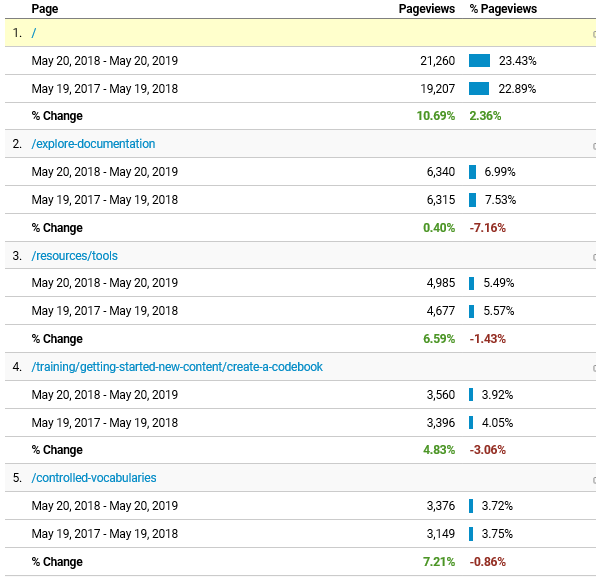 Page Pageviews % Pageviews
1. /
May 20, 2018 - May 20, 2019 21,260 23.43%
May 19, 2017 - May 19, 2018 19,207 22.89%
% Change 10.69% 2.36%
2. /explore-documentation
May 20, 2018 - May 20, 2019 6,340 6.99%
May 19, 2017 - May 19, 2018 6,315 7.53%
% Change 0.40% -7.16%
3. /resources/tools
May 20, 2018 - May 20, 2019 4,985 5.49%
May 19, 2017 - May 19, 2018 4,677 5.57%
% Change 6.59% -1.43%
4. /training/getting-started-new-content/create-a-codebook
May 20, 2018 - May 20, 2019 3,560 3.92%
May 19, 2017 - May 19, 2018 3,396 4.05%
% Change 4.83% -3.06%
5. /controlled-vocabularies
May 20, 2018 - May 20, 2019 3,376 3.72%
May 19, 2017 - May 19, 2018 3,149 3.75%
% Change 7.21% -0.86%